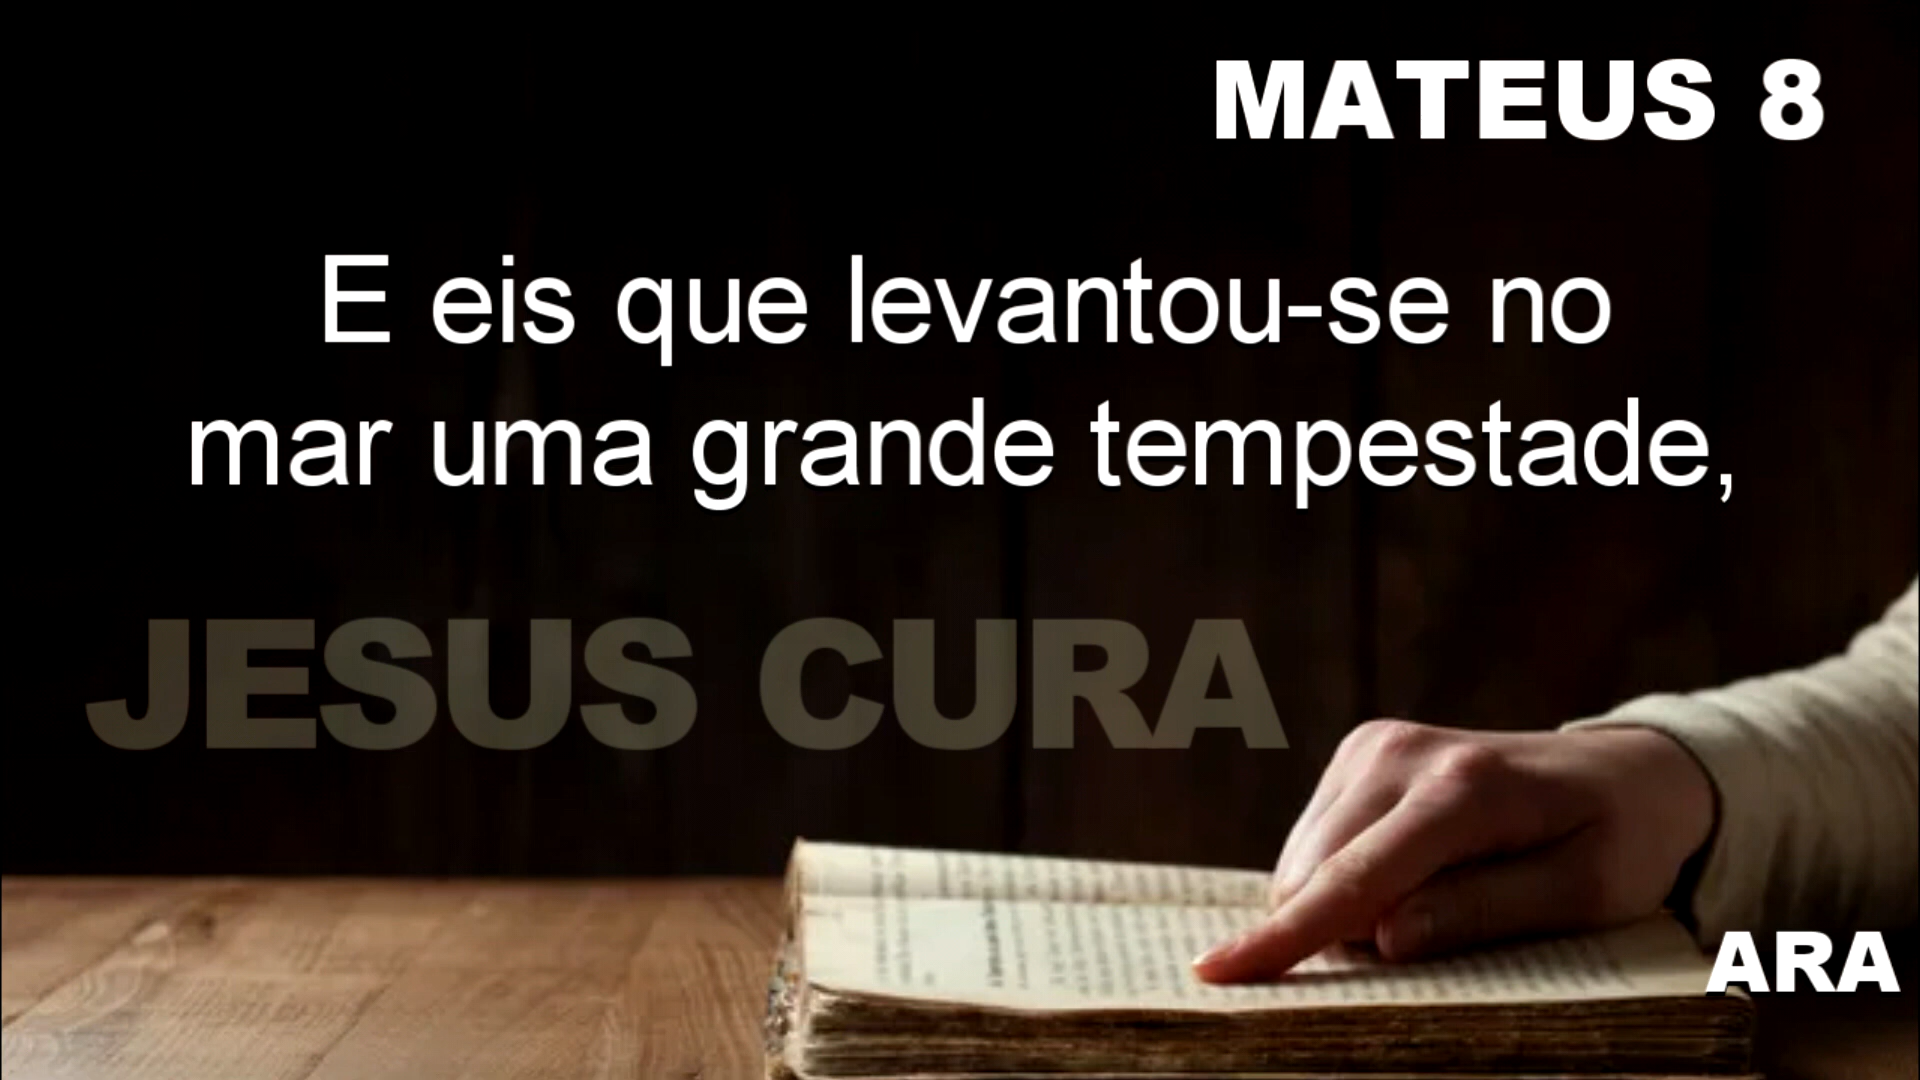 MATEUS 8
E eis que levantou-se no
mar uma grande tempestade,
JESUS CURA
ARA